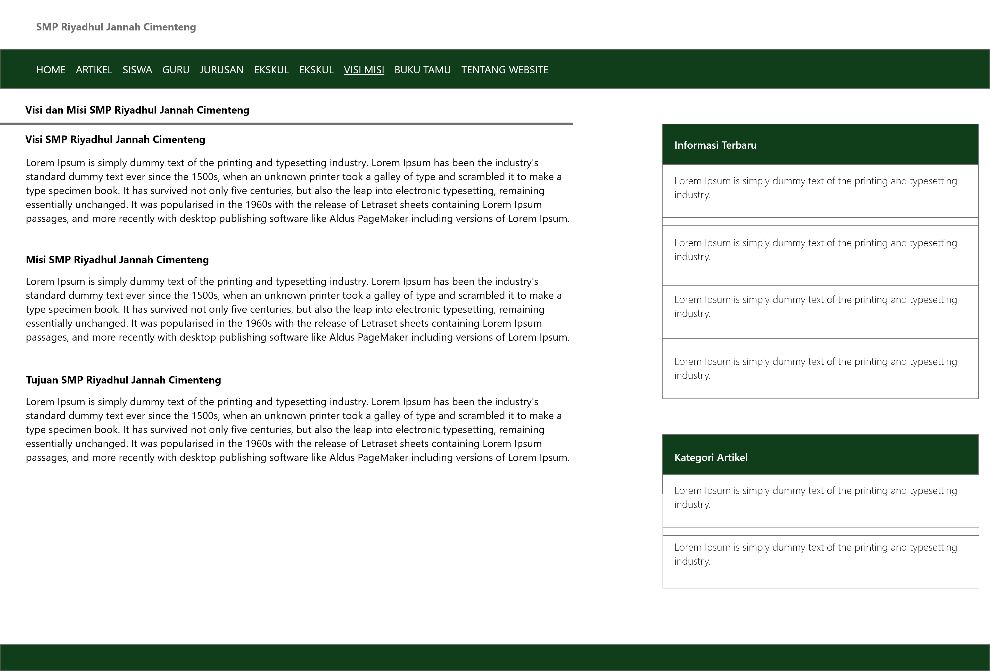 SMP Riyadhul Jannah Cimenteng
HOME ARTIKEL SISWA GURU JURUSAN EKSKUL EKSKUL VISI MISI BUKU TAMU TENTANG WEBSITE
Visi dan Misi SMP Riyadhul Jannah Cimenteng
Visi SMP Riyadhul Jannah Cimenteng
Lorem Ipsum is simply dummy text of the printing and typesetting industry. Lorem Ipsum has been the industry's
standard dummy text ever since the 1500s, when an unknown printer took a galley of type and scrambled it to make a
type specimen book. It has survived not only five centuries, but also the leap into electronic typesetting, remaining
essentially unchanged. It was popularised in the 1960s with the release of Letraset sheets containing Lorem Ipsum
passages, and more recently with desktop publishing software like Aldus PageMaker including versions of Lorem Ipsum.
Misi SMP Riyadhul Jannah Cimenteng
Lorem Ipsum is simply dummy text of the printing and typesetting industry. Lorem Ipsum has been the industry's
standard dummy text ever since the 1500s, when an unknown printer took a galley of type and scrambled it to make a
type specimen book. It has survived not only five centuries, but also the leap into electronic typesetting, remaining
essentially unchanged. It was popularised in the 1960s with the release of Letraset sheets containing Lorem Ipsum
passages, and more recently with desktop publishing software like Aldus PageMaker including versions of Lorem Ipsum.
Tujuan SMP Riyadhul Jannah Cimenteng
Lorem Ipsum is simply dummy text of the printing and typesetting industry. Lorem Ipsum has been the industry's
standard dummy text ever since the 1500s, when an unknown printer took a galley of type and scrambled it to make a
type specimen book. It has survived not only five centuries, but also the leap into electronic typesetting, remaining
essentially unchanged. It was popularised in the 1960s with the release of Letraset sheets containing Lorem Ipsum
passages, and more recently with desktop publishing software like Aldus PageMaker including versions of Lorem Ipsum.
Informasi Terbaru
Lorem Ipsum is simply dummy text of the printing and typesetting
industry.
Lorem Ipsum is simply dummy text of the printing and typesetting
industry.
Lorem Ipsum is simply dummy text of the printing and typesetting
industry.
Lorem Ipsum is simply dummy text of the printing and typesetting
industry.
Kategori Artikel
Lorem Ipsum is simply dummy text of the printing and typesetting
industry.
Lorem Ipsum is simply dummy text of the printing and typesetting
industry.